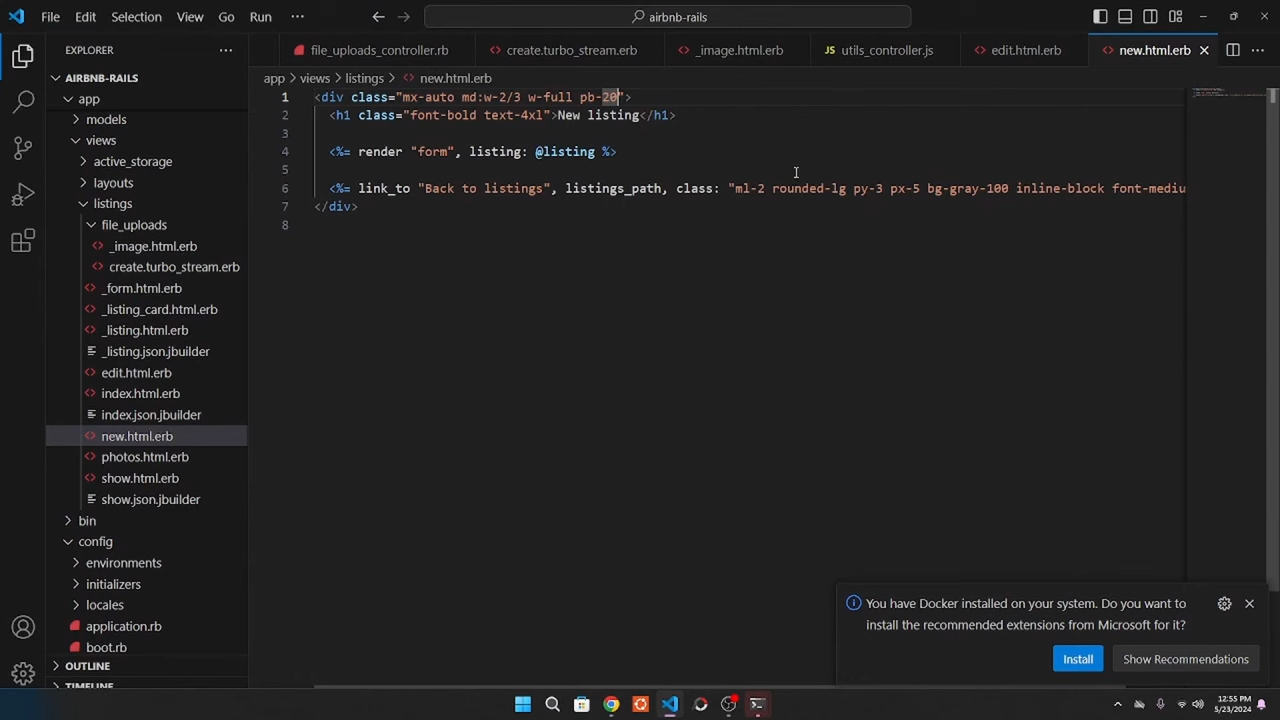 File Edit Selection View Go Run ··· airbnb-rails
EXPLORER ···
file_uploads_controller.rb create.turbo_stream.erb _image.html.erb JS utils_controller.js edit.html.erb new.html.erb
AIRBNB-RAILS
app > views > listings > new.html.erb
app
models
views
active_storage
layouts
listings
file_uploads
_image.html.erb
create.turbo_stream.erb
_form.html.erb
_listing_card.html.erb
_listing.html.erb
_listing.json.jbuilder
edit.html.erb
index.html.erb
index.json.jbuilder
new.html.erb
photos.html.erb
show.html.erb
show.json.jbuilder
bin
config
environments
initializers
locales
application.rb
boot.rb
OUTLINE
TIMELINE
1 <div class="mx-auto md:w-2/3 w-full pb-20">
2 <h1 class="font-bold text-4xl">New listing</h1>
3
4 <%= render "form", listing: @listing %>
5
6 <%= link_to "Back to listings", listings_path, class: "ml-2 rounded-lg py-3 px-5 bg-gray-100 inline-block font-mediu
7 </div>
8
You have Docker installed on your system. Do you want to
install the recommended extensions from Microsoft for it?
Install Show Recommendations
12:55 PM
5/23/2024